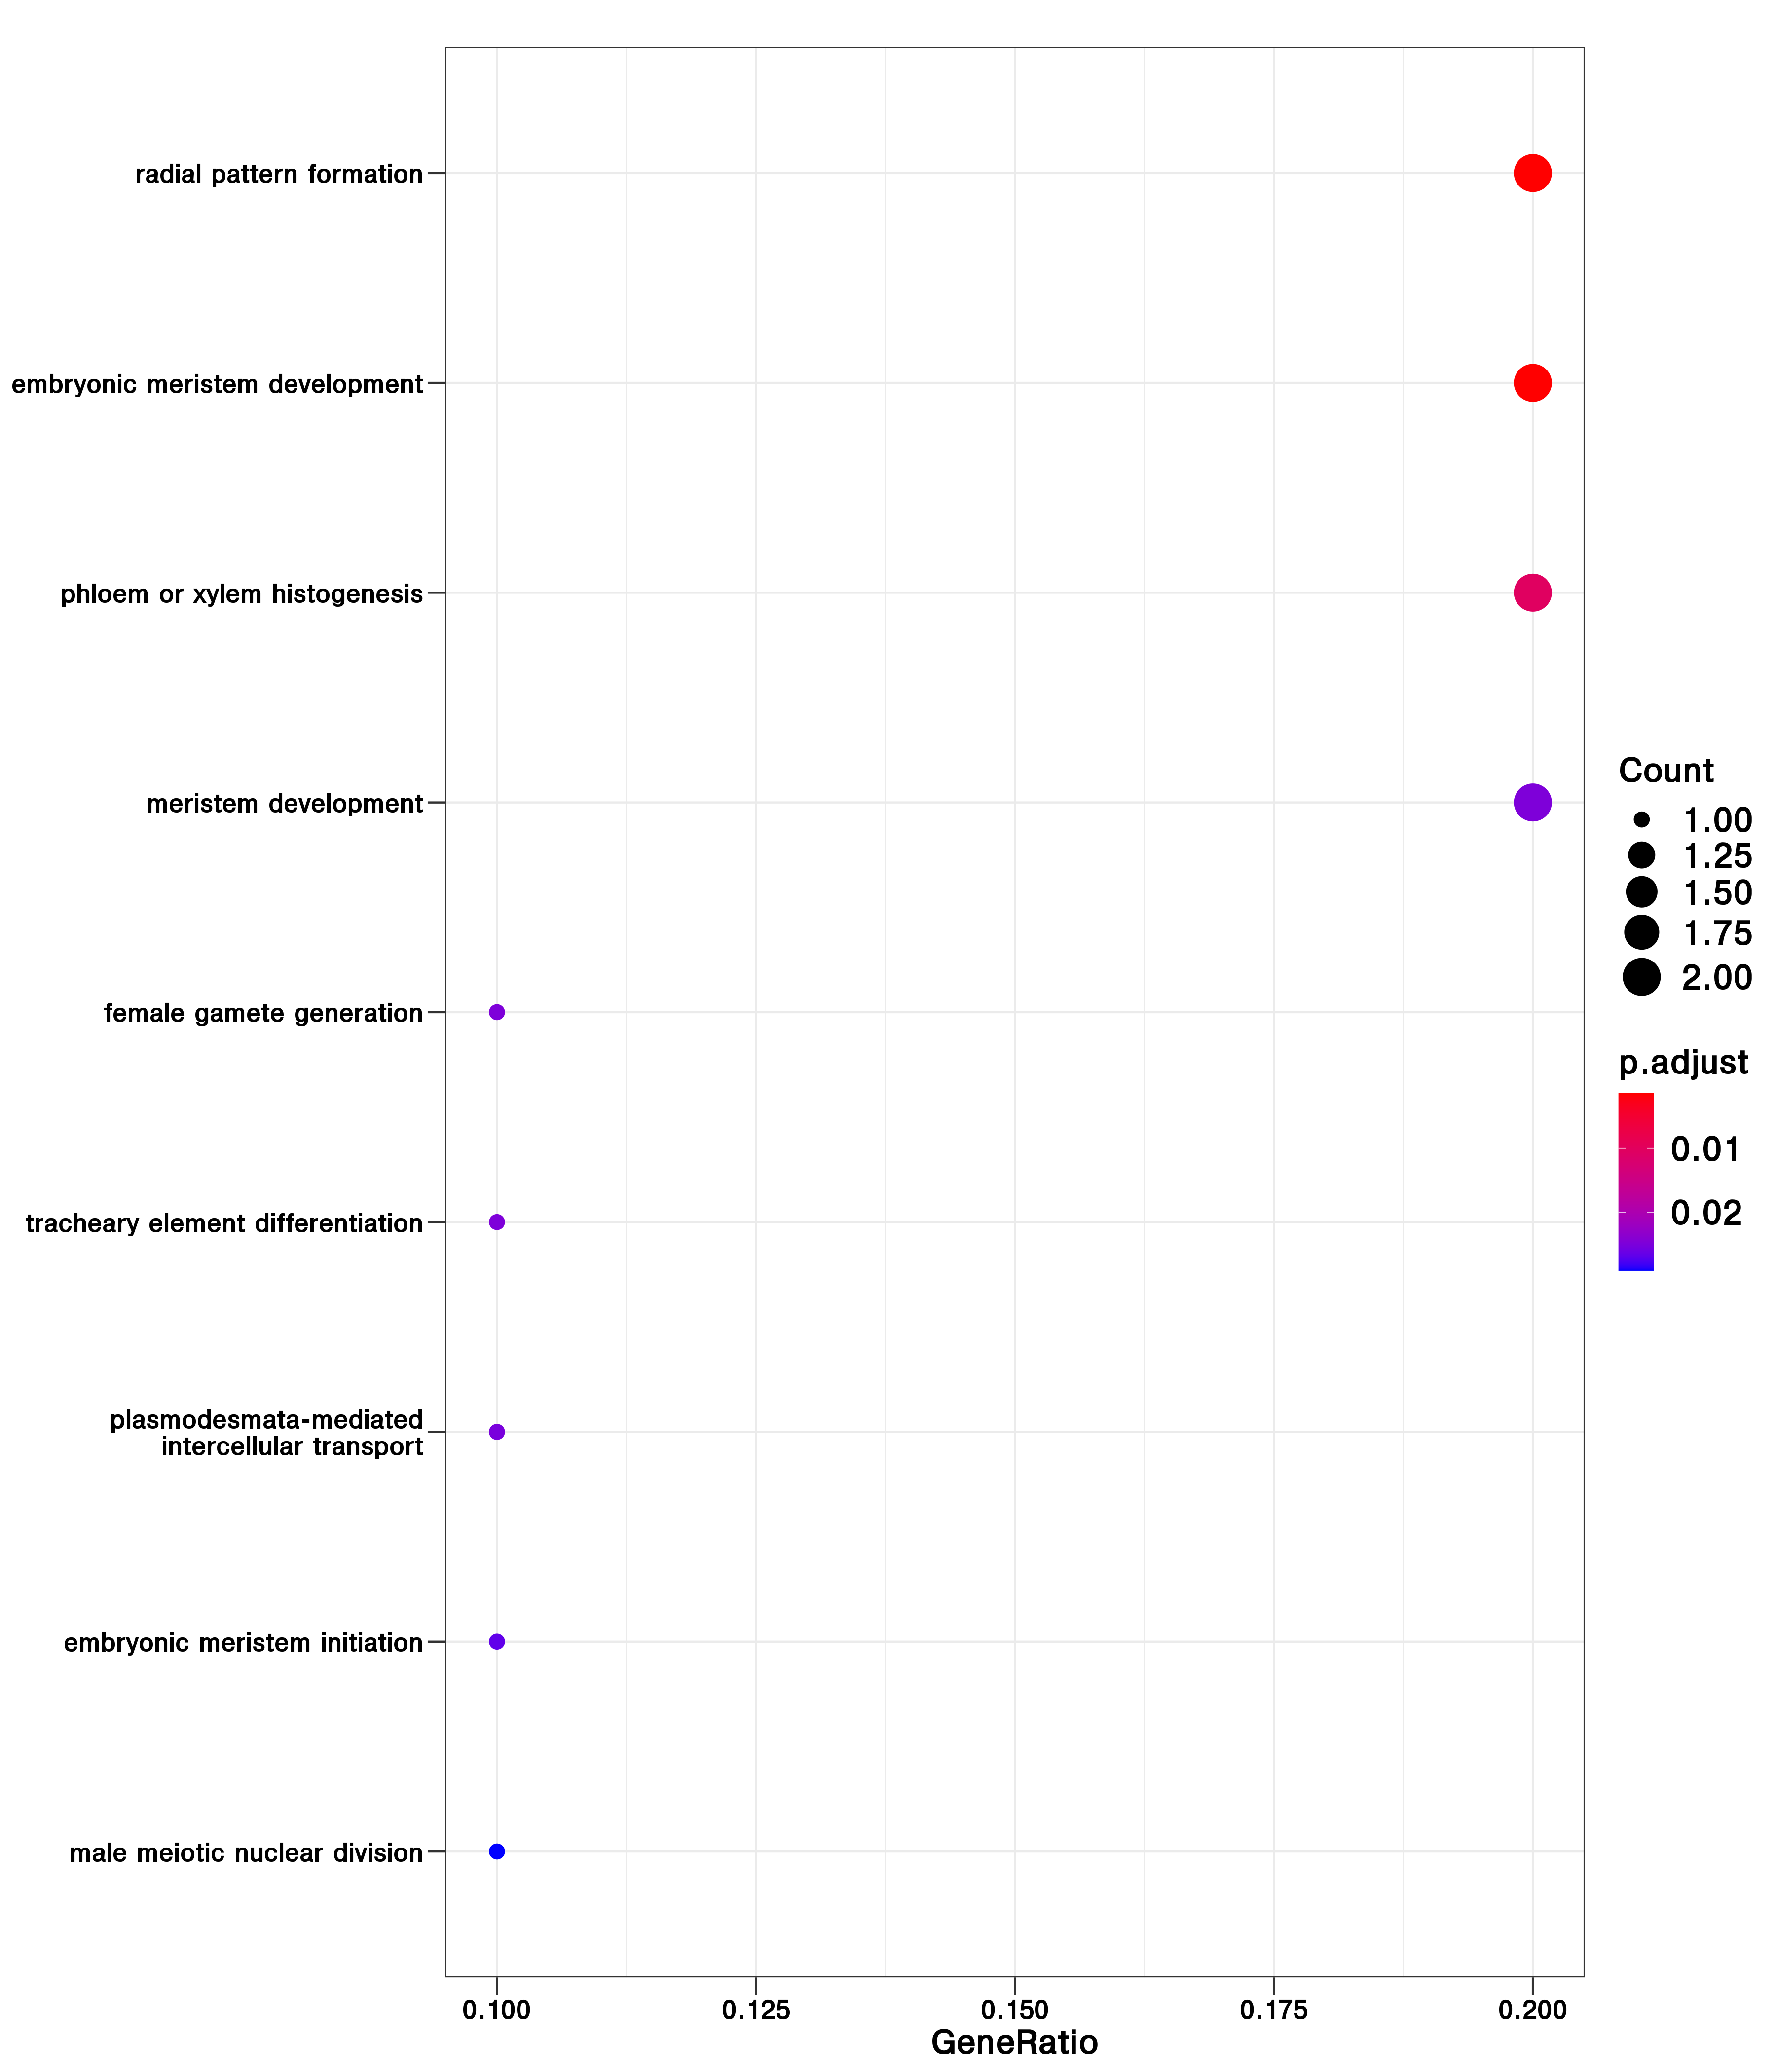 radial pattern formation
embryonic meristem development
phloem or xylem histogenesis
meristem development
female gamete generation
tracheary element differentiation
plasmodesmata-mediated
intercellular transport
embryonic meristem initiation
male meiotic nuclear division
0.100 0.125 0.150 0.175 0.200
GeneRatio
Count
1.00
1.25
1.50
1.75
2.00
p.adjust
0.01
0.02